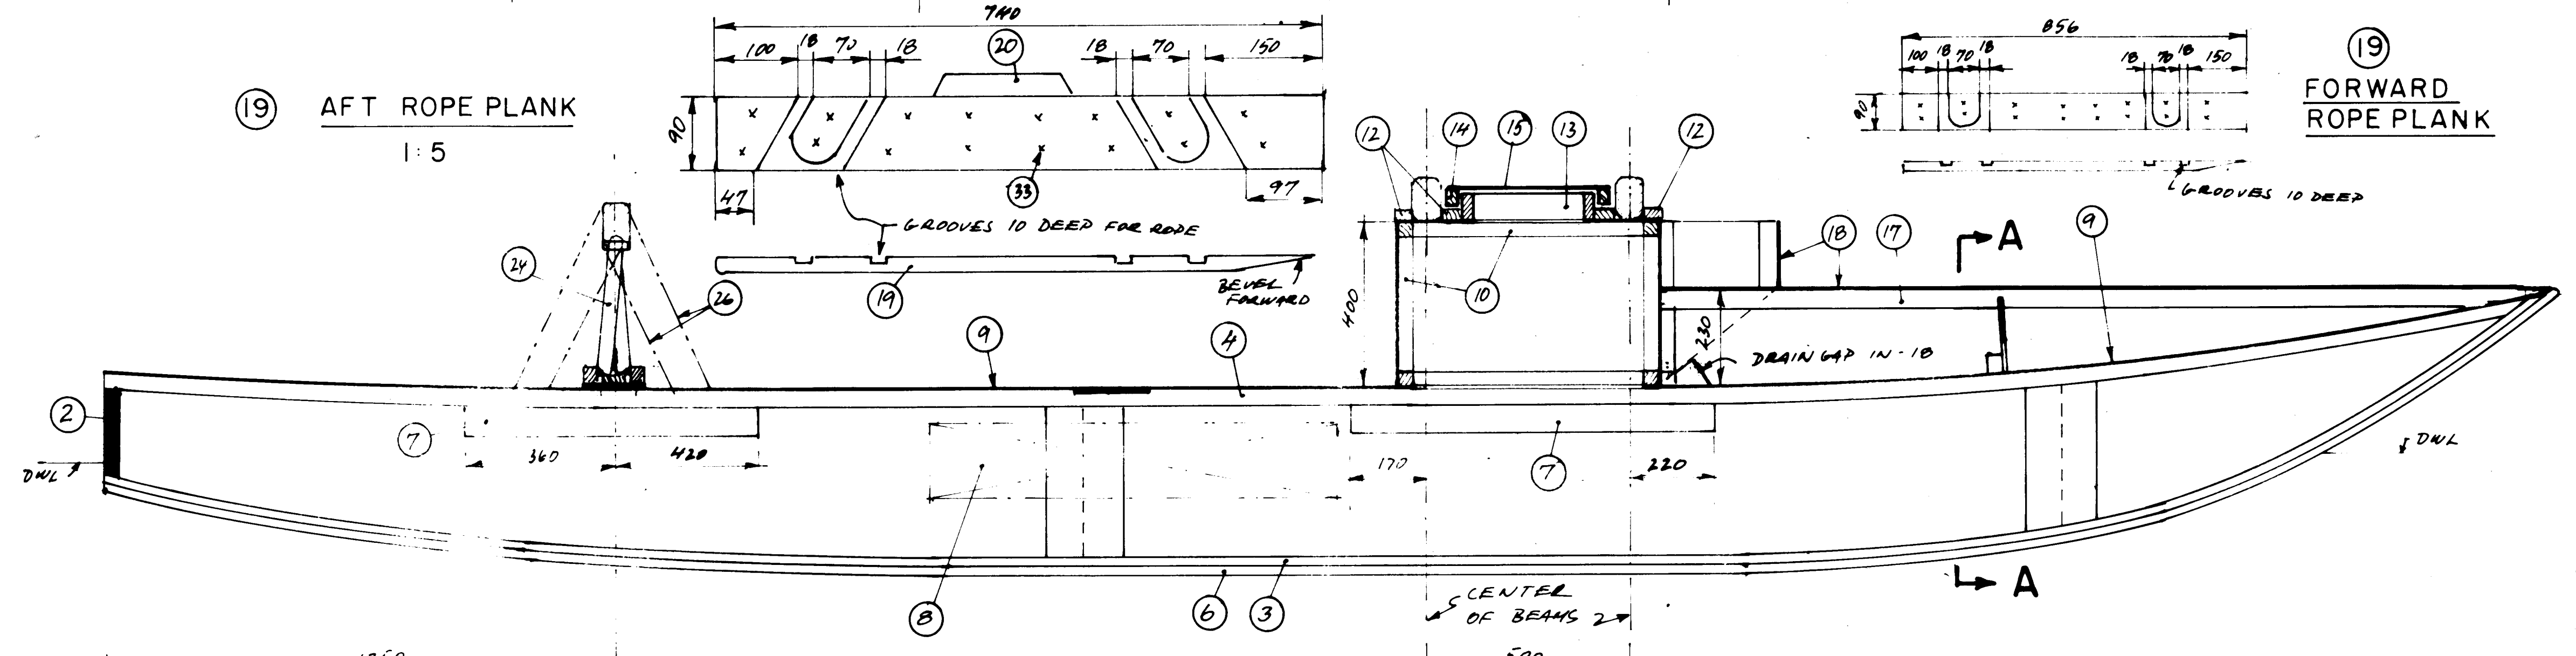 19 AFT ROPE PLANK
1:5
740
100 18 70 18 20 18 70 150
90
47 33 97
GROOVES 10 DEEP FOR ROPE
19
BEVEL
FORWARD
856
100 18 70 18 18 70 18 150
90
19
FORWARD
ROPE PLANK
GROOVES 10 DEEP
12 14 15 13 12
24 26
10
400
18 17 A 9
230
DRAIN GAP IN-18
9 4
2
7
DWL
360 420
170 7 220
DWL
8 6 3
CENTER
OF BEAMS
A